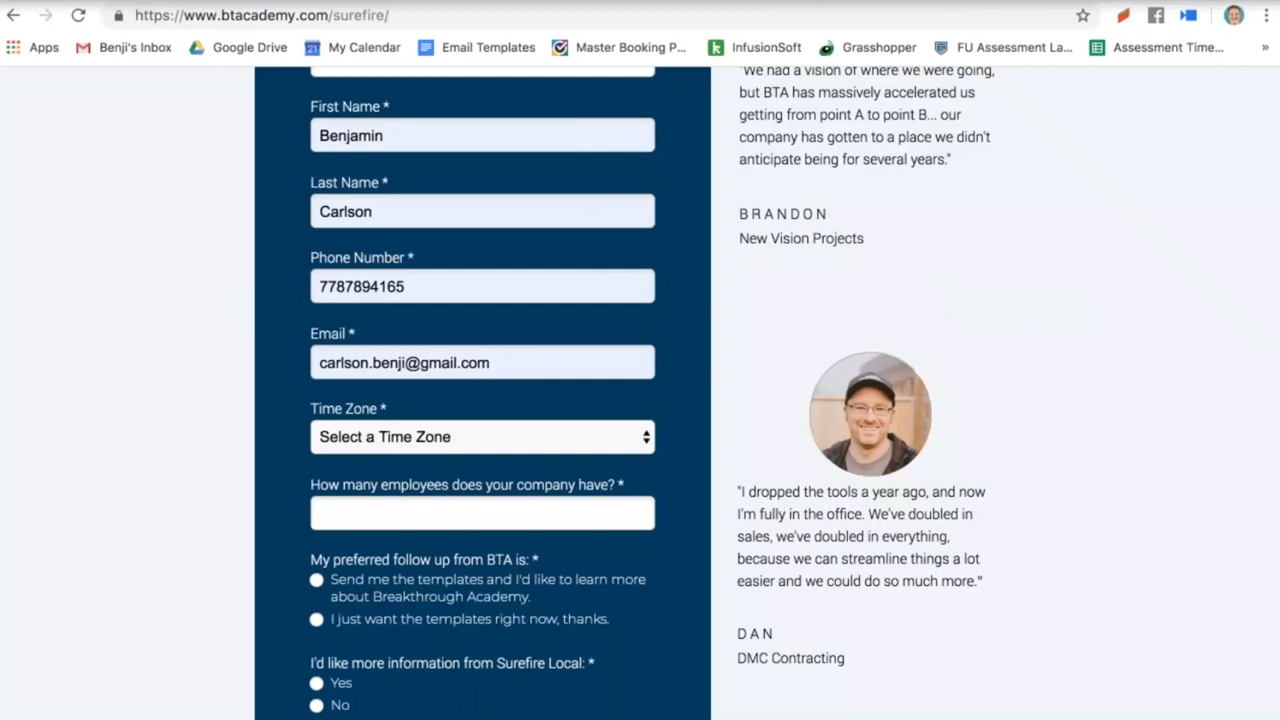 https://www.btacademy.com/surefire/
Apps Benji's Inbox Google Drive My Calendar Email Templates Master Booking P... InfusionSoft Grasshopper FU Assessment La... Assessment Time... »
First Name *
Benjamin
Last Name *
Carlson
Phone Number *
7787894165
Email *
carlson.benji@gmail.com
Time Zone *
Select a Time Zone
How many employees does your company have? *
My preferred follow up from BTA is: *
Send me the templates and I'd like to learn more
about Breakthrough Academy.
I just want the templates right now, thanks.
I'd like more information from Surefire Local: *
Yes
No
"We had a vision of where we were going,
but BTA has massively accelerated us
getting from point A to point B... our
company has gotten to a place we didn't
anticipate being for several years."
BRANDON
New Vision Projects
"I dropped the tools a year ago, and now
I'm fully in the office. We've doubled in
sales, we've doubled in everything,
because we can streamline things a lot
easier and we could do so much more."
DAN
DMC Contracting